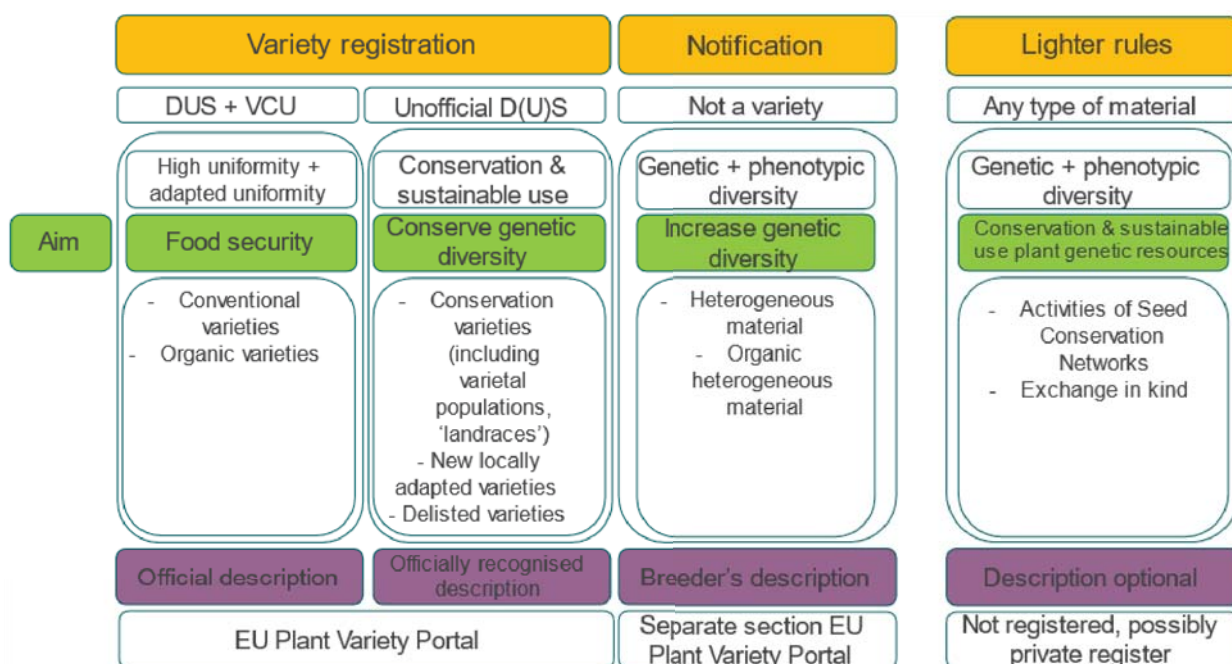 Variety registration
Notification
Lighter rules
DUS + VCU
Unofficial D(U)S
Not a variety
Any type of material
High uniformity +
adapted uniformity
Conservation &
sustainable use
Genetic + phenotypic
diversity
Genetic + phenotypic
diversity
Aim
Food security
Conserve genetic
diversity
Increase genetic
diversity
Conservation & sustainable
use plant genetic resources
- Conventional
varieties
- Organic varieties
- Conservation
varieties
(including
varietal
populations,
‘landraces’)
- New locally
adapted varieties
- Delisted varieties
- Heterogeneous
material
- Organic
heterogeneous
material
- Activities of Seed
Conservation
Networks
- Exchange in kind
Official description
Officially recognised
description
Breeder’s description
Description optional
EU Plant Variety Portal
Separate section EU
Plant Variety Portal
Not registered, possibly
private register